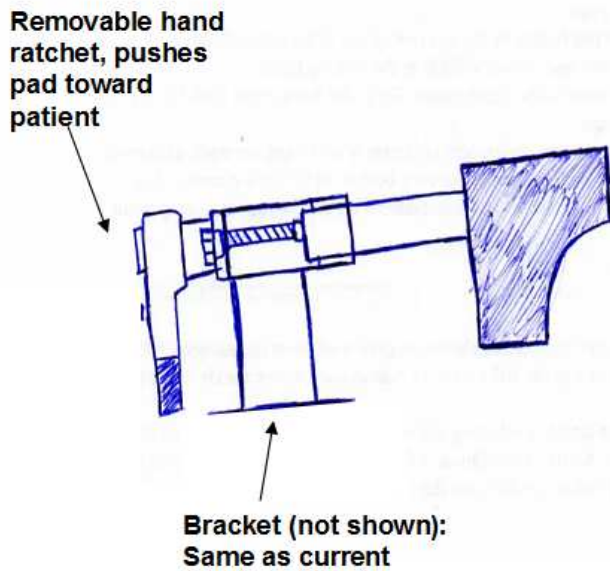 Removable hand
ratchet, pushes
pad toward
patient
Bracket (not shown):
Same as current